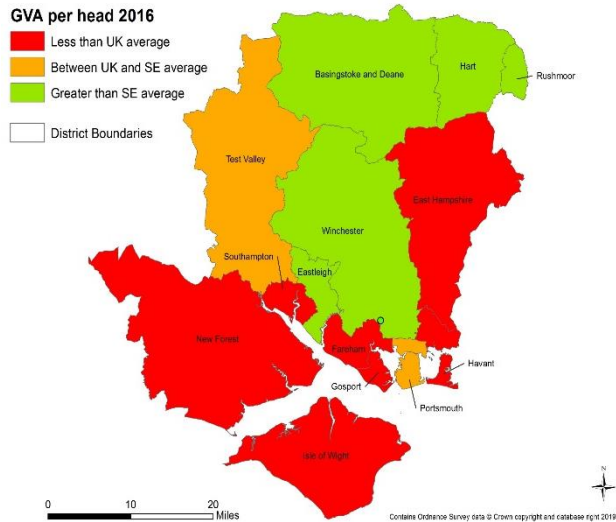 GVA per head 2016
Less than UK average
Between UK and SE average
Greater than SE average
District Boundaries
Basingstoke and Deane
Hart
Rushmoor
Test Valley
East Hampshire
Winchester
Southampton
Eastleigh
New Forest
Fareham
Havant
Gosport
Portsmouth
Isle of Wight
N
0 10 20
Miles
Contains Ordnance Survey data © Crown copyright and database right 2019